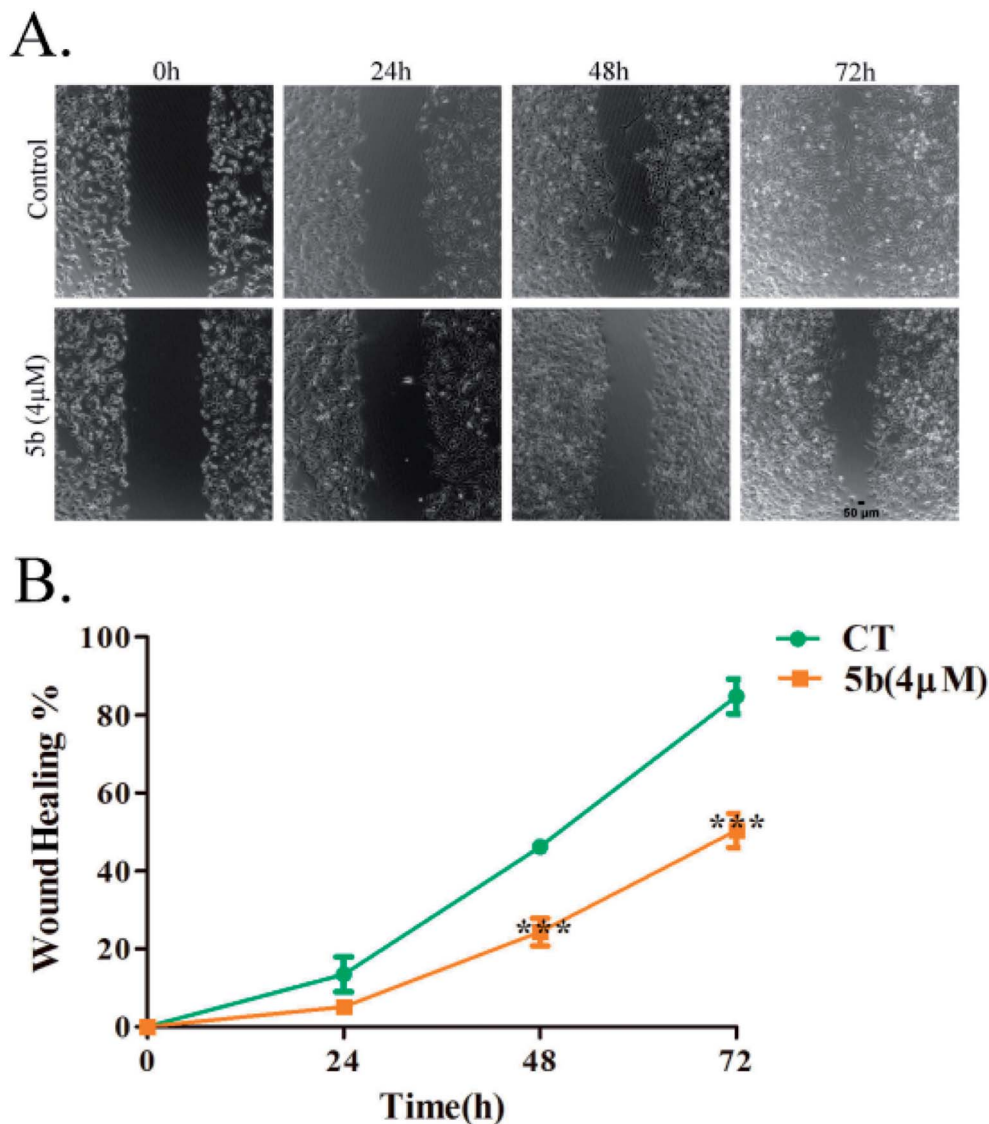 A.
0h 24h 48h 72h
Control
5b (4μM)
50 μm
B.
Wound Healing %
100
80
60
40
20
0
***
***
0 24 48 72
Time(h)
CT
5b(4μM)